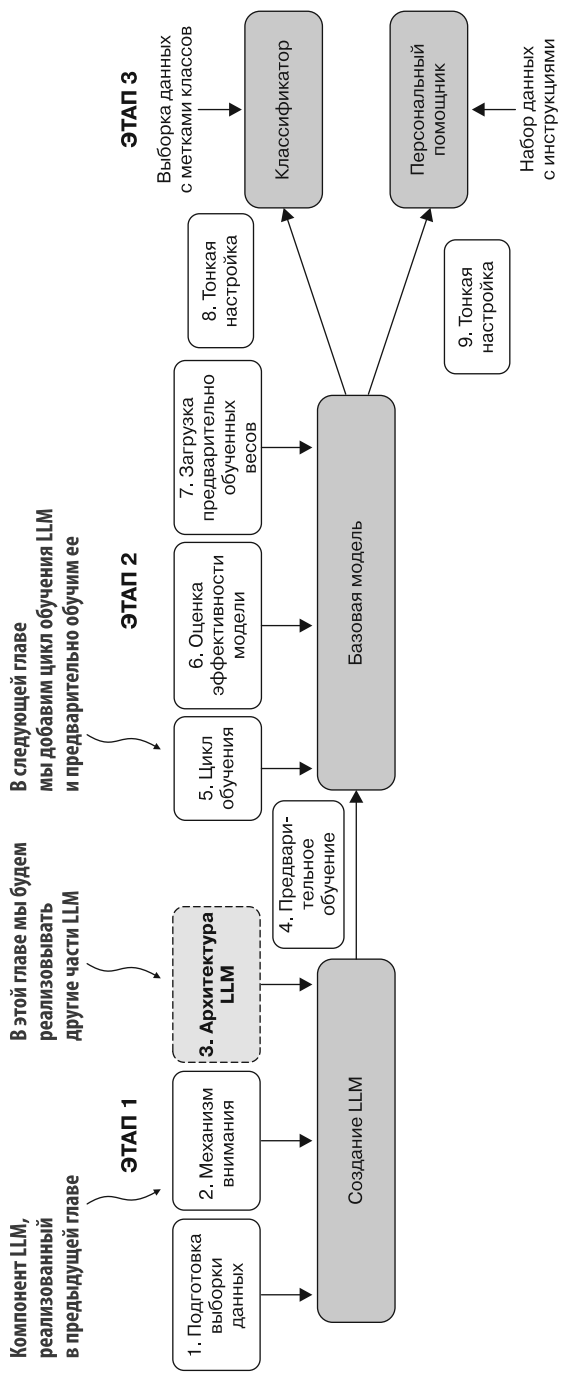 Компонент LLM,
реализованный
в предыдущей главе
В этой главе мы будем
реализовывать
другие части LLM
В следующей главе
мы добавим цикл обучения LLM
и предварительно обучим ее
ЭТАП 1
ЭТАП 2
ЭТАП 3
1. Подготовка
выборки
данных
2. Механизм
внимания
3. Архитектура
LLM
Создание LLM
4. Предвари-
тельное
обучение
5. Цикл
обучения
6. Оценка
эффективности
модели
7. Загрузка
предварительно
обученных
весов
Базовая модель
8. Тонкая
настройка
9. Тонкая
настройка
Выборка данных
с метками классов
Классификатор
Персональный
помощник
Набор данных
с инструкциями